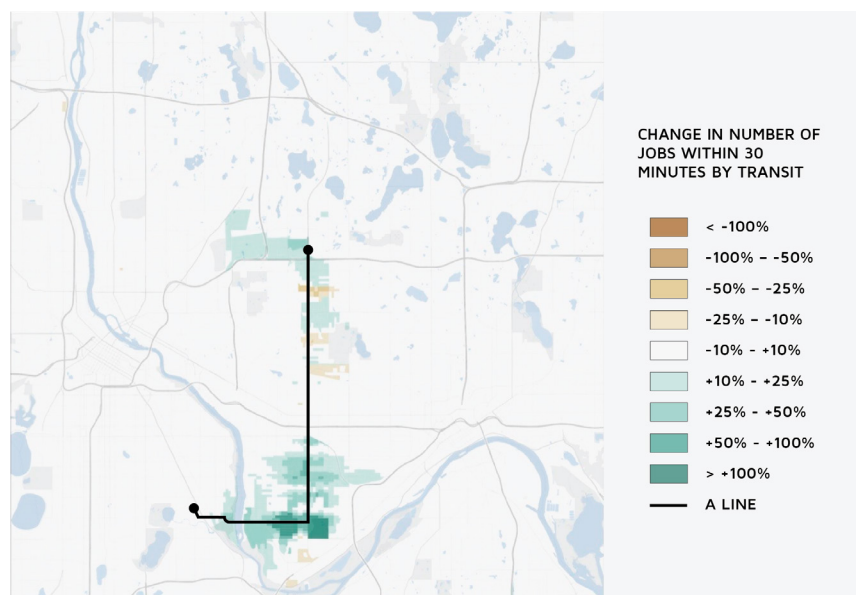 CHANGE IN NUMBER OF
JOBS WITHIN 30
MINUTES BY TRANSIT
< -100%
-100% – -50%
-50% – -25%
-25% – -10%
-10% - +10%
+10% - +25%
+25% - +50%
+50% - +100%
> +100%
A LINE